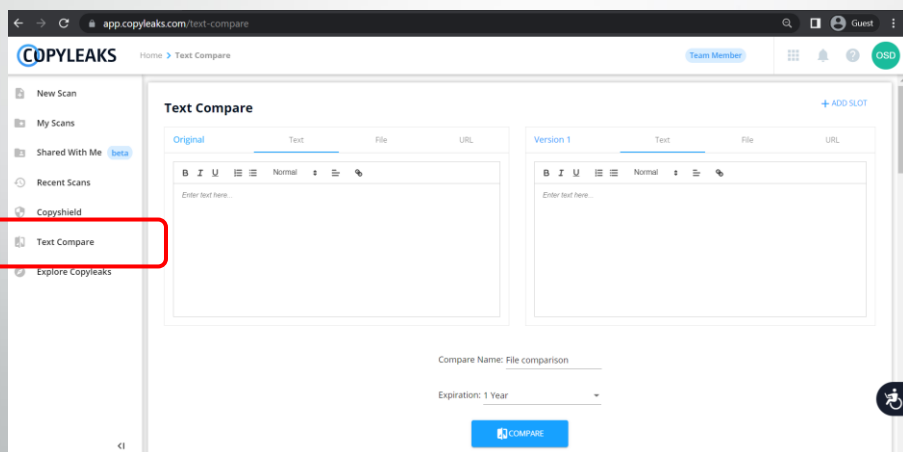 app.copyleaks.com/text-compare
Guest
COPYLEAKS
Home > Text Compare
Team Member
OSD
New Scan
My Scans
Shared With Me beta
Recent Scans
Copyshield
Text Compare
Explore Copyleaks
Text Compare
+ ADD SLOT
Original Text File URL
B I U Normal
Enter text here...
Version 1 Text File URL
B I U Normal
Enter text here...
Compare Name: File comparison
Expiration: 1 Year
COMPARE